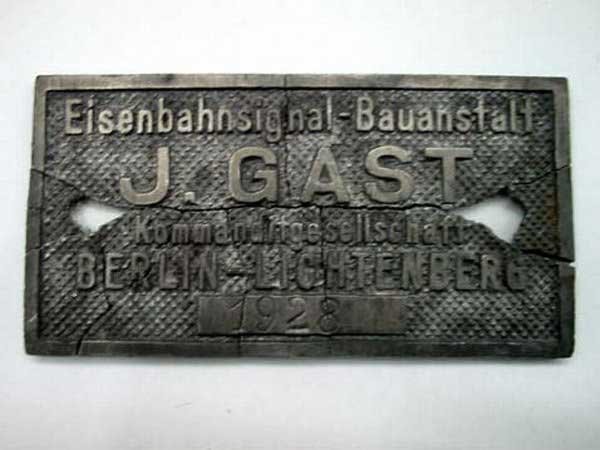 Eisenbahnsignal-Bauanstalt
J. GAST
Kommanditgesellschaft
BERLIN-LICHTENBERG
1928